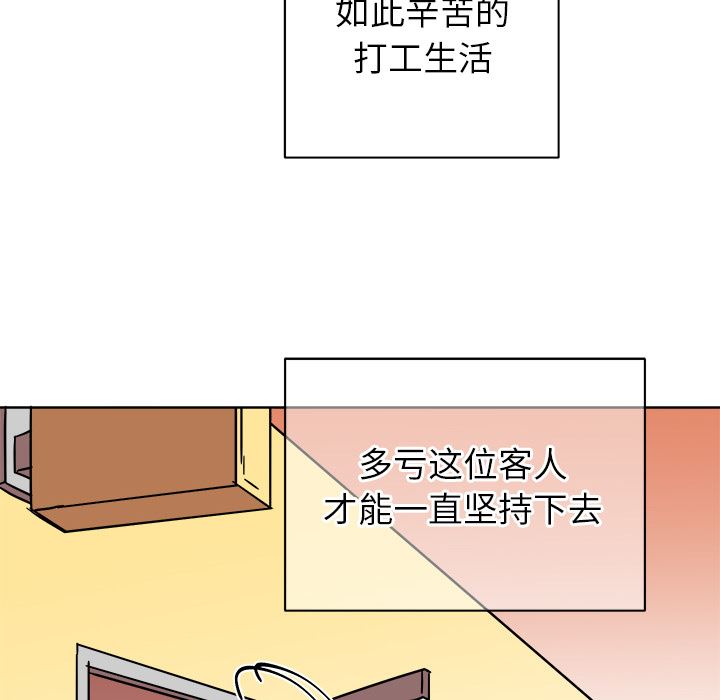 如此辛苦的
打工生活
多亏这位客人
才能一直坚持下去